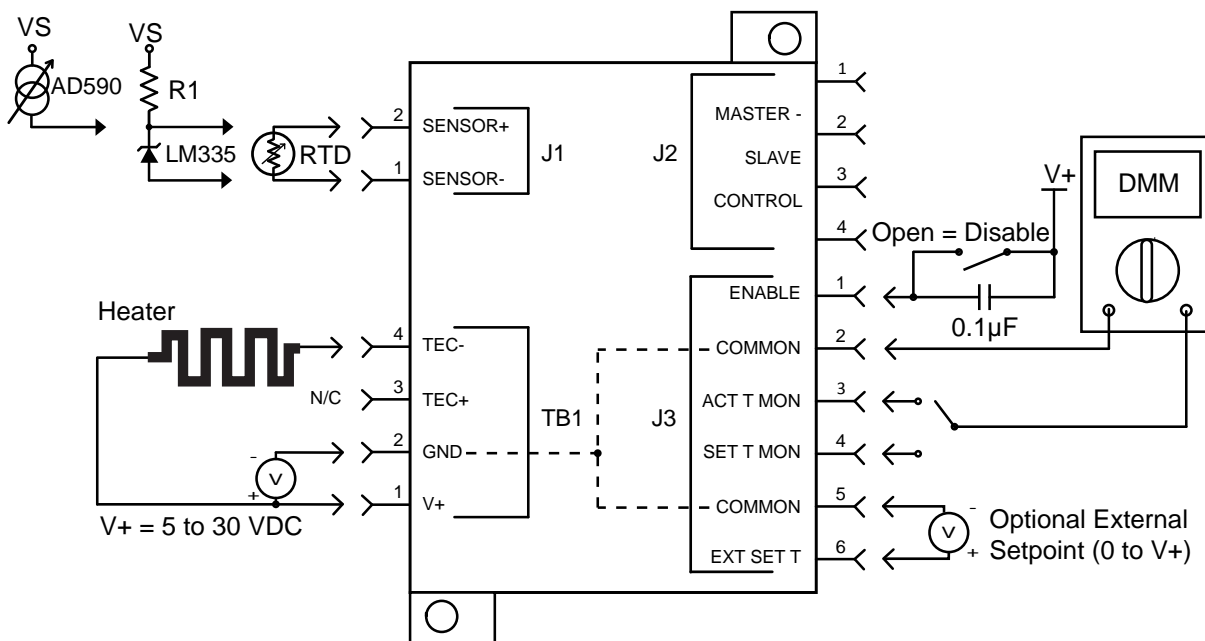 VS
VS
AD590
R1
LM335
RTD
2
SENSOR+
1
SENSOR-
J1
J2
MASTER -
SLAVE
CONTROL
1
2
3
4
V+
DMM
Open = Disable
0.1µF
Heater
4
TEC-
N/C
3
TEC+
2
GND
1
V+
TB1
- 
V
+
V+ = 5 to 30 VDC
J3
ENABLE
1
COMMON
2
ACT T MON
3
SET T MON
4
COMMON
5
EXT SET T
6
-
V
+
Optional External
Setpoint (0 to V+)